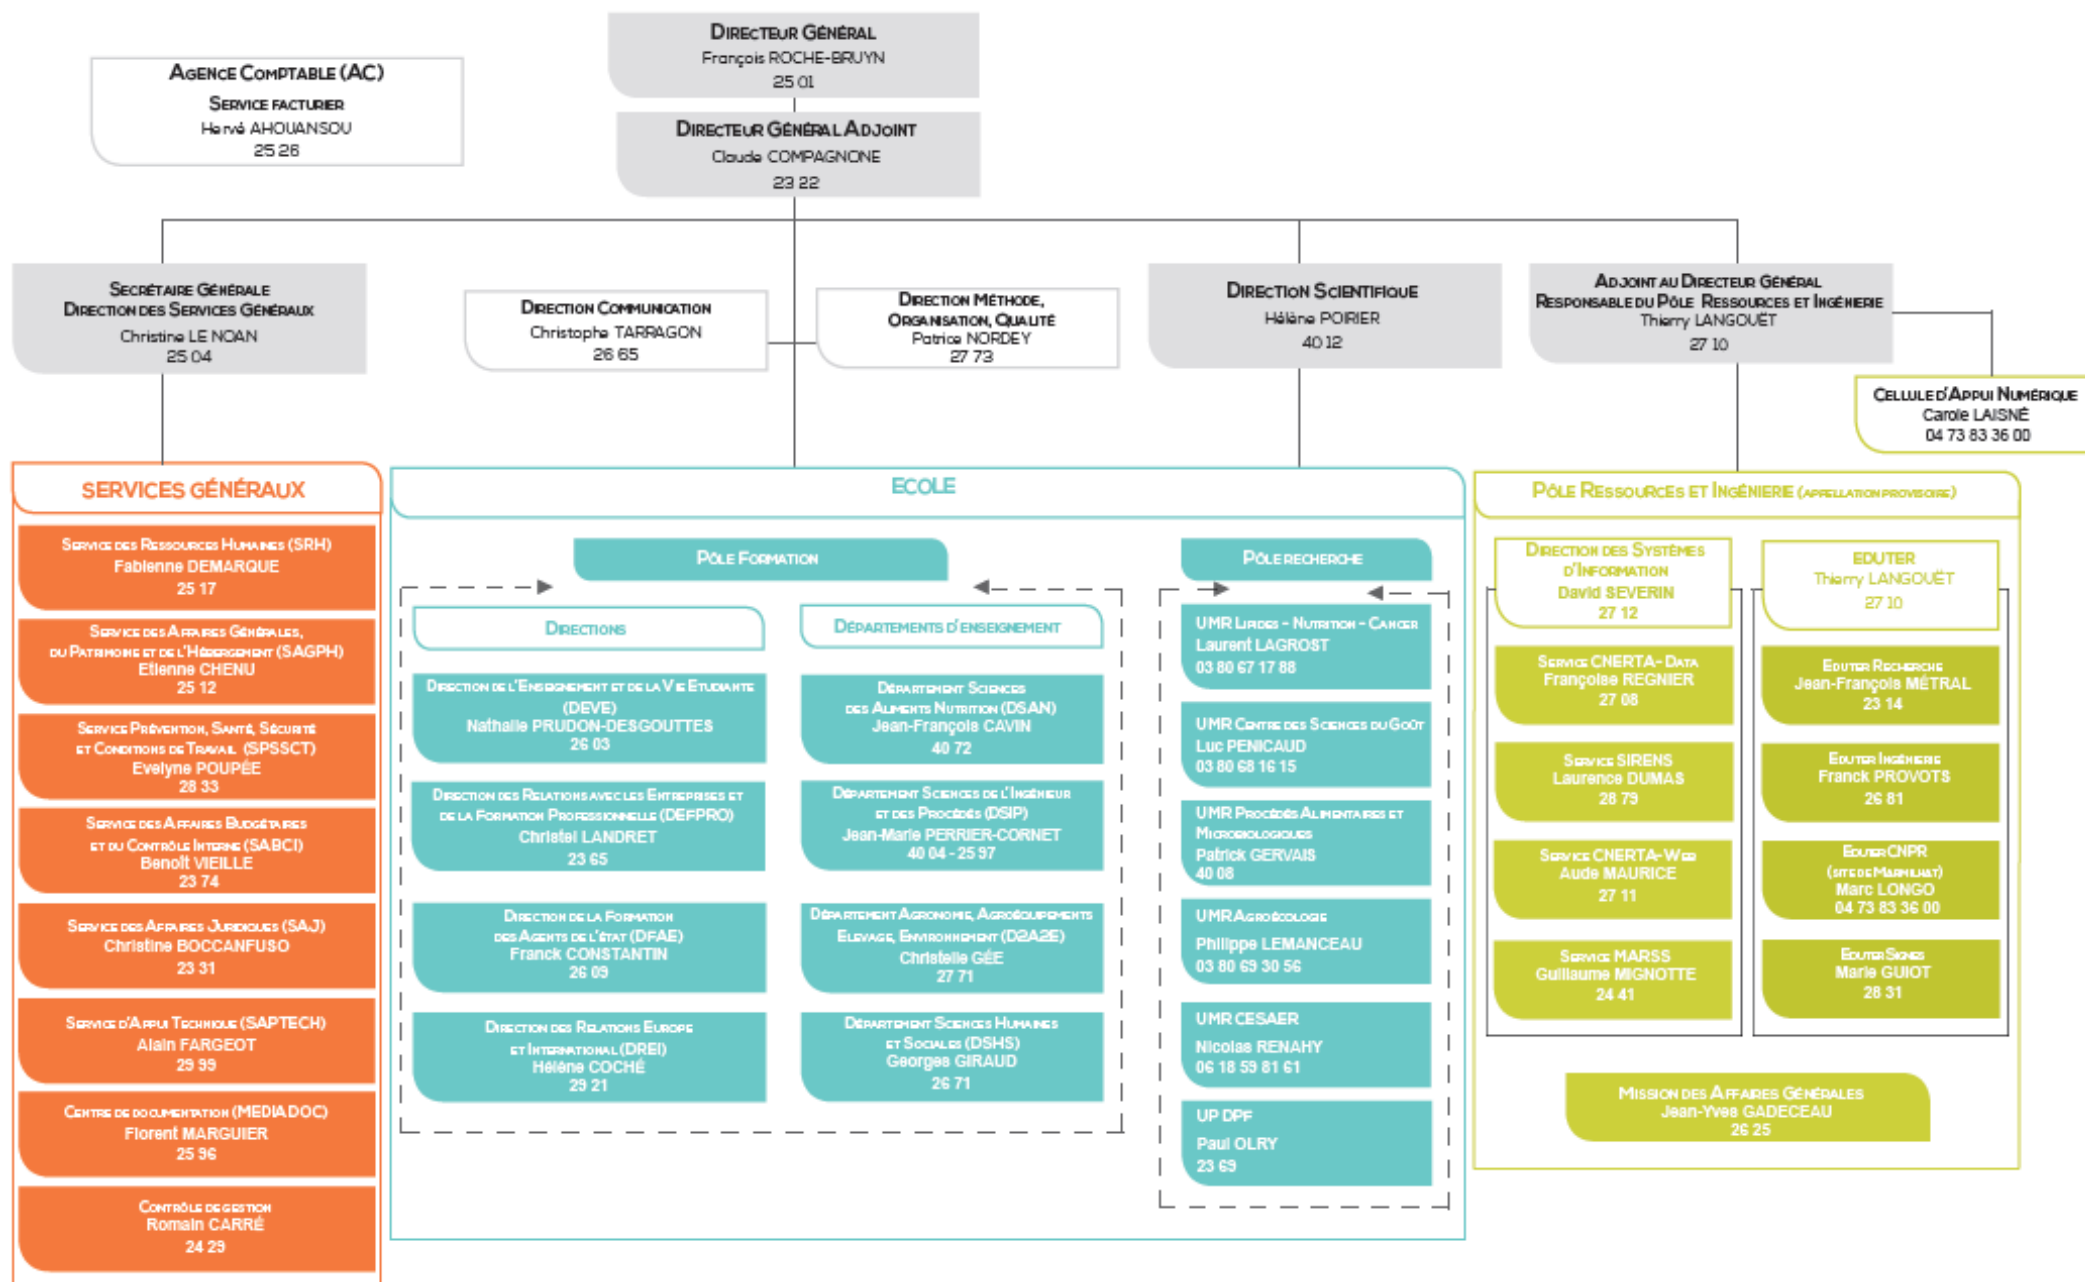 DIRECTEUR GÉNÉRAL
François ROCHE-BRUYN
25 01
AGENCE COMPTABLE (AC)
SERVICE FACTURIER
Hervé AHOUANSOU
25 26
DIRECTEUR GÉNÉRAL ADJOINT
Claude COMPAGNONE
23 22
SECRÉTAIRE GÉNÉRALE
DIRECTION DES SERVICES GÉNÉRAUX
Christine LE NOAN
25 04
DIRECTION COMMUNICATION
Christophe TARRAGON
26 65
DIRECTION MÉTHODE,
ORGANISATION, QUALITÉ
Patrice NORDEY
27 73
DIRECTION SCIENTIFIQUE
Hélène POIRIER
40 12
ADJOINT AU DIRECTEUR GÉNÉRAL
RESPONSABLE DU PÔLE RESSOURCES ET INGÉNIERIE
Thierry LANGOUËT
27 10
CELLULE D'APPUI NUMÉRIQUE
Carole LAISNÉ
04 73 83 36 00
SERVICES GÉNÉRAUX
SERVICE DES RESSOURCES HUMAINES (SRH)
Fabienne DEMARQUE
25 17
SERVICE DES AFFAIRES GÉNÉRALES,
DU PATRIMOINE ET DE L'HÉBERGEMENT (SAGPH)
Etienne CHENU
25 12
SERVICE PRÉVENTION, SANTÉ, SÉCURITÉ
ET CONDITIONS DE TRAVAIL (SPSSCT)
Evelyne POUPÉE
28 33
SERVICE DES AFFAIRES BUDGÉTAIRES
ET DU CONTRÔLE INTERNE (SABCI)
Benoît VIEILLE
23 74
SERVICE DES AFFAIRES JURIDIQUES (SAJ)
Christine BOCCANFUSO
23 31
SERVICE D'APPUI TECHNIQUE (SAPTECH)
Alain FARGEOT
29 99
CENTRE DE DOCUMENTATION (MEDIADOC)
Florent MARGUIER
25 96
CONTRÔLE DE GESTION
Romain CARRÉ
24 29
ECOLE
PÔLE FORMATION
DIRECTIONS
DIRECTION DE L'ENSEIGNEMENT ET DE LA VIE ETUDIANTE
(DEVE)
Nathalie PRUDON-DESGOUTTES
26 03
DIRECTION DES RELATIONS AVEC LES ENTREPRISES ET
DE LA FORMATION PROFESSIONNELLE (DEFPRO)
Christel LANDRET
23 65
DIRECTION DE LA FORMATION
DES AGENTS DE L'ÉTAT (DFAE)
Franck CONSTANTIN
26 09
DIRECTION DES RELATIONS EUROPE
ET INTERNATIONAL (DREI)
Hélène COCHÉ
29 21
DÉPARTEMENTS D'ENSEIGNEMENT
DÉPARTEMENT SCIENCES
DES ALIMENTS NUTRITION (DSAN)
Jean-François CAVIN
40 72
DÉPARTEMENT SCIENCES DE L'INGÉNIEUR
ET DES PROCÉDÉS (DSIP)
Jean-Marie PERRIER-CORNET
40 04 - 25 97
DÉPARTEMENT AGRONOMIE, AGROÉQUIPEMENTS
ELEVAGE, ENVIRONNEMENT (D2A2E)
Christelle GÉE
27 71
DÉPARTEMENT SCIENCES HUMAINES
ET SOCIALES (DSHS)
Georges GIRAUD
26 71
PÔLE RECHERCHE
UMR LIPIDES - NUTRITION - CANCER
Laurent LAGROST
03 80 67 17 88
UMR CENTRE DES SCIENCES DU GOÛT
Luc PENICAUD
03 80 68 16 15
UMR PROCÉDÉS ALIMENTAIRES ET
MICROBIOLOGIQUES
Patrick GERVAIS
40 08
UMR AGROÉCOLOGIE
Philippe LEMANCEAU
03 80 69 30 56
UMR CESAER
Nicolas RENAHY
06 18 59 81 61
UP DPF
Paul OLRY
23 69
PÔLE RESSOURCES ET INGÉNIERIE (APPELLATION PROVISOIRE)
DIRECTION DES SYSTÈMES
D'INFORMATION
David SEVERIN
27 12
SERVICE CNERTA-DATA
Françoise REGNIER
27 08
SERVICE SIRENS
Laurence DUMAS
28 79
SERVICE CNERTA-WEB
Aude MAURICE
27 11
SERVICE MARSS
Guillaume MIGNOTTE
24 41
EDUTER
Thierry LANGOUËT
27 10
EDUTER RECHERCHE
Jean-François MÉTRAL
23 14
EDUTER INGÉNIERIE
Franck PROVOTS
26 81
EDUTER CNPR
(SITE DE MARMILHAT)
Marc LONGO
04 73 83 36 00
EDUTER SIGNES
Marie GUIOT
28 31
MISSION DES AFFAIRES GÉNÉRALES
Jean-Yves GADECEAU
26 25